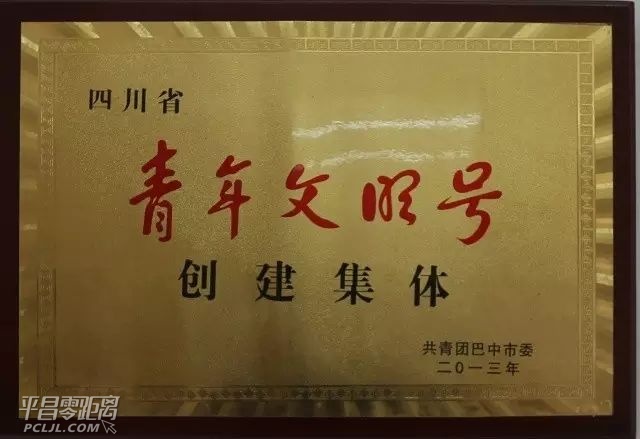 四川省
青年文明号
创建集体
共青团巴中市委
二〇一三年
平昌零距离
PCLJL.COM